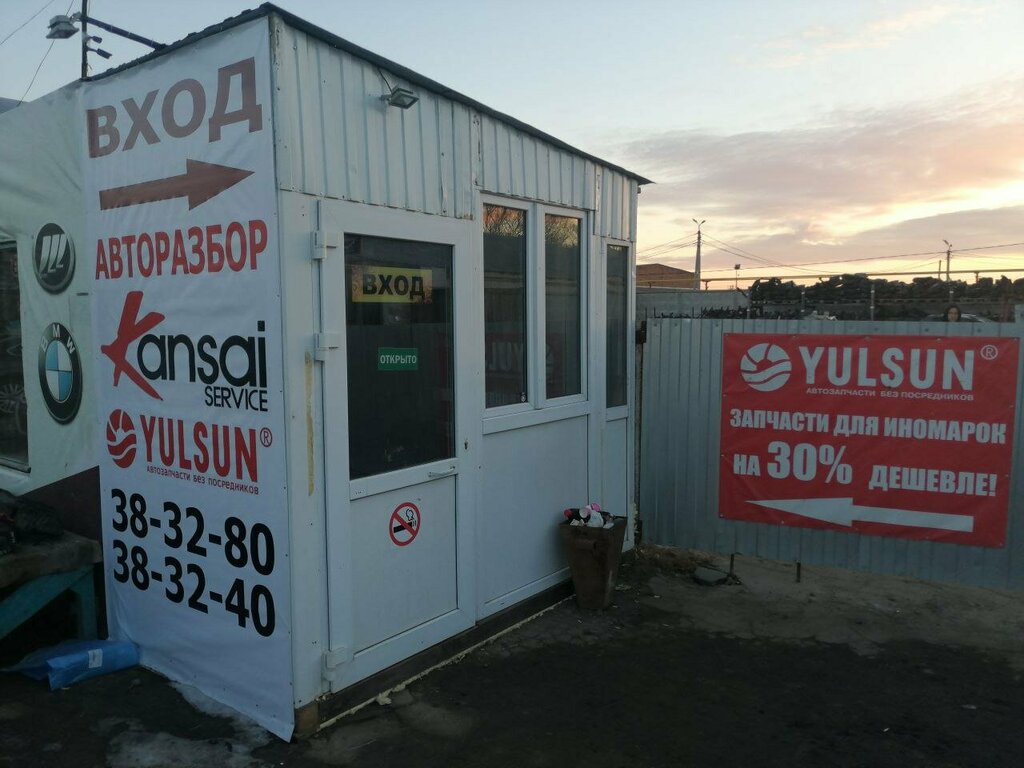 ВХОД
АВТОРАЗБОР
Kansai
SERVICE
YULSUN®
АВТОЗАПЧАСТИ БЕЗ ПОСРЕДНИКОВ
38-32-80
38-32-40
BMW
ВХОД
ОТКРЫТО
YULSUN®
АВТОЗАПЧАСТИ БЕЗ ПОСРЕДНИКОВ
ЗАПЧАСТИ ДЛЯ ИНОМАРОК
НА 30% ДЕШЕВЛЕ!